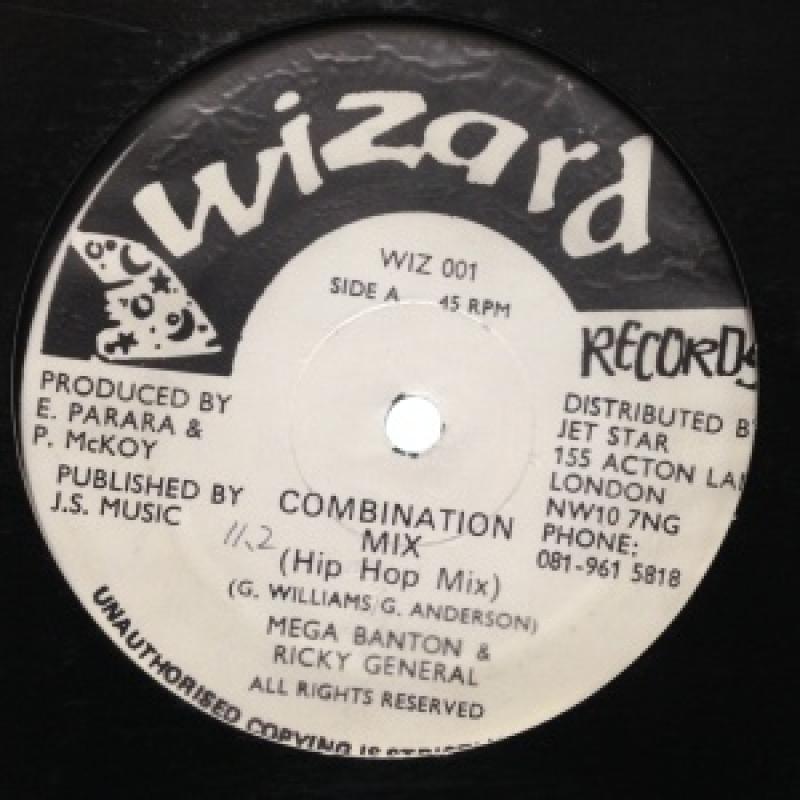 wizard
RECORDS
WIZ 001
SIDE A 45 RPM
PRODUCED BY
E. PARARA &
P. McKOY
PUBLISHED BY
J.S. MUSIC
DISTRIBUTED B
JET STAR
155 ACTON LA
LONDON
NW10 7NG
PHONE:
081-961 5818
11.2
COMBINATION
MIX
(Hip Hop Mix)
(G. WILLIAMS/G. ANDERSON)
MEGA BANTON &
RICKY GENERAL
ALL RIGHTS RESERVED
UNAUTHORISED COPYING IS